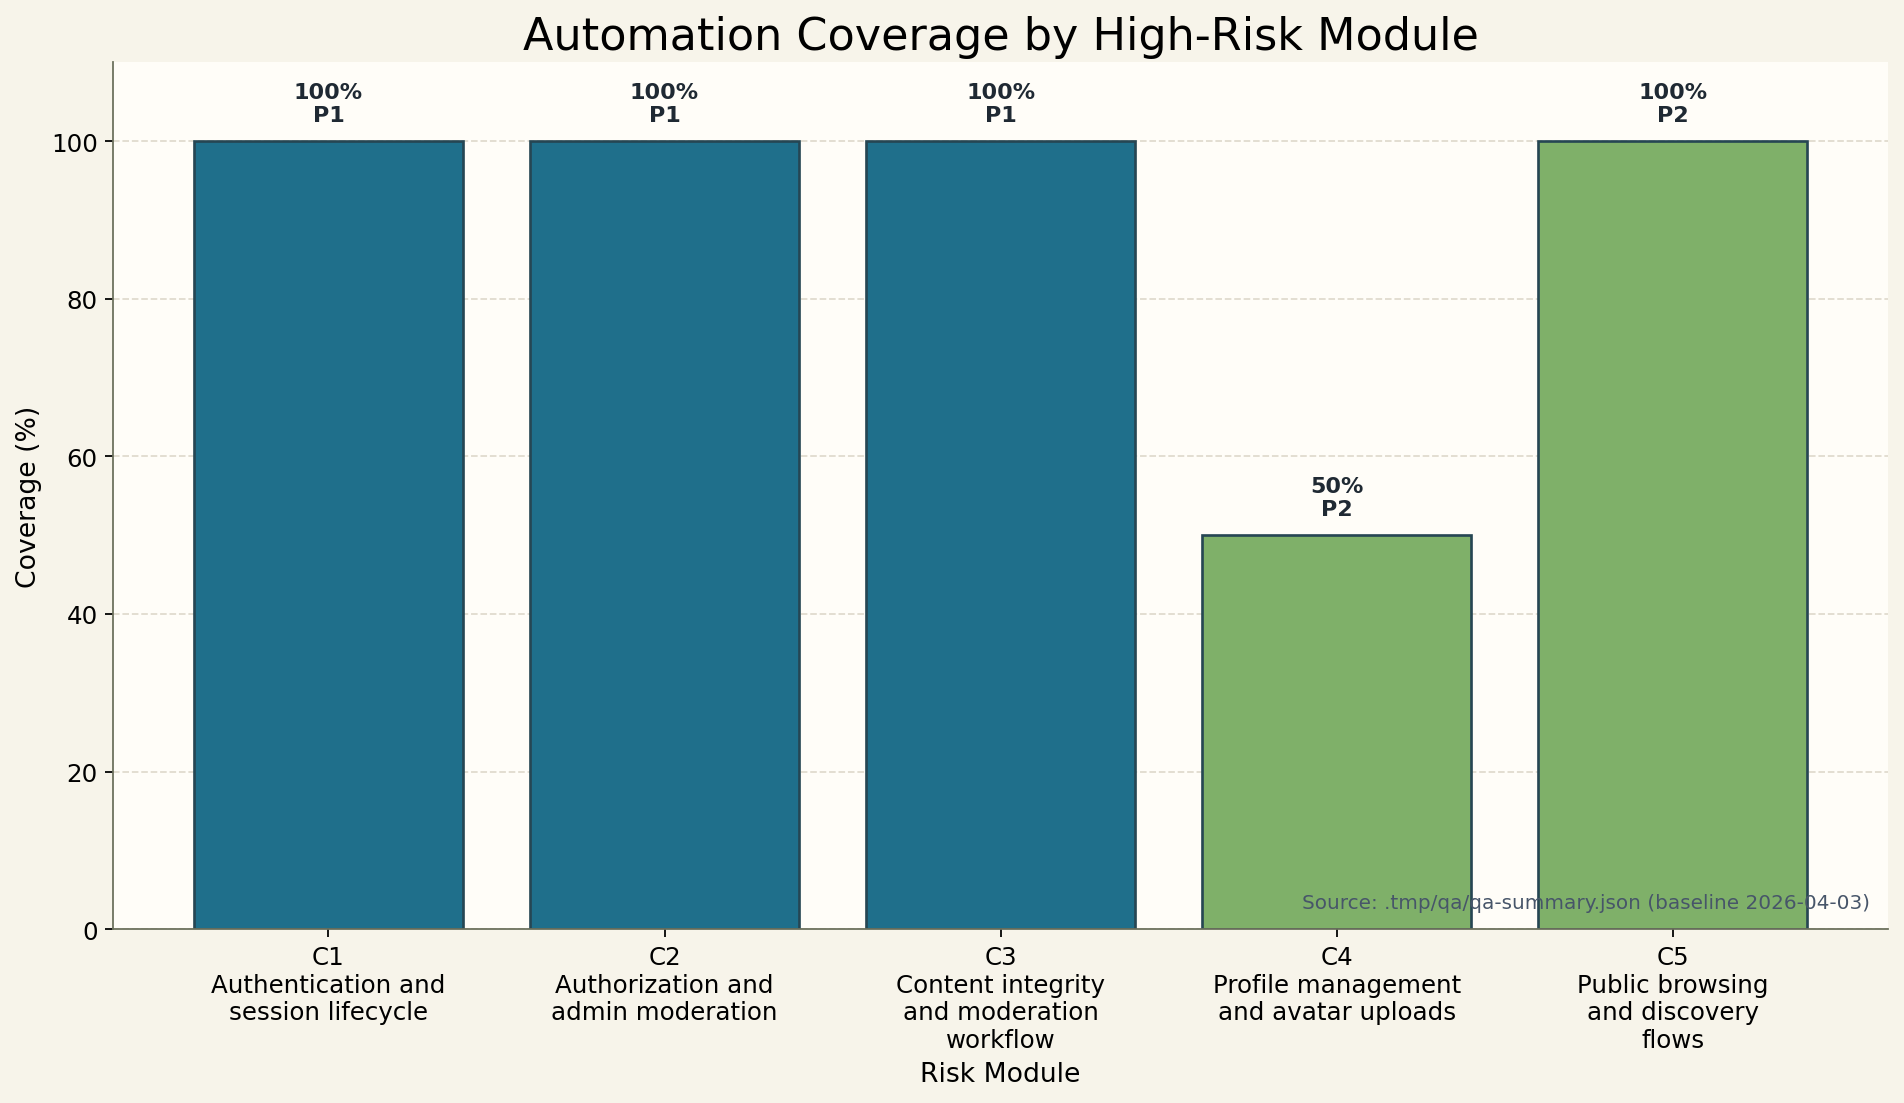 Automation Coverage by High-Risk Module
100%
P1
100%
P1
100%
P1
50%
P2
100%
P2
Coverage (%)
100
80
60
40
20
0
Source: .tmp/qa/qa-summary.json (baseline 2026-04-03)
C1
Authentication and
session lifecycle
C2
Authorization and
admin moderation
C3
Content integrity
and moderation
workflow
C4
Profile management
and avatar uploads
C5
Public browsing
and discovery
flows
Risk Module